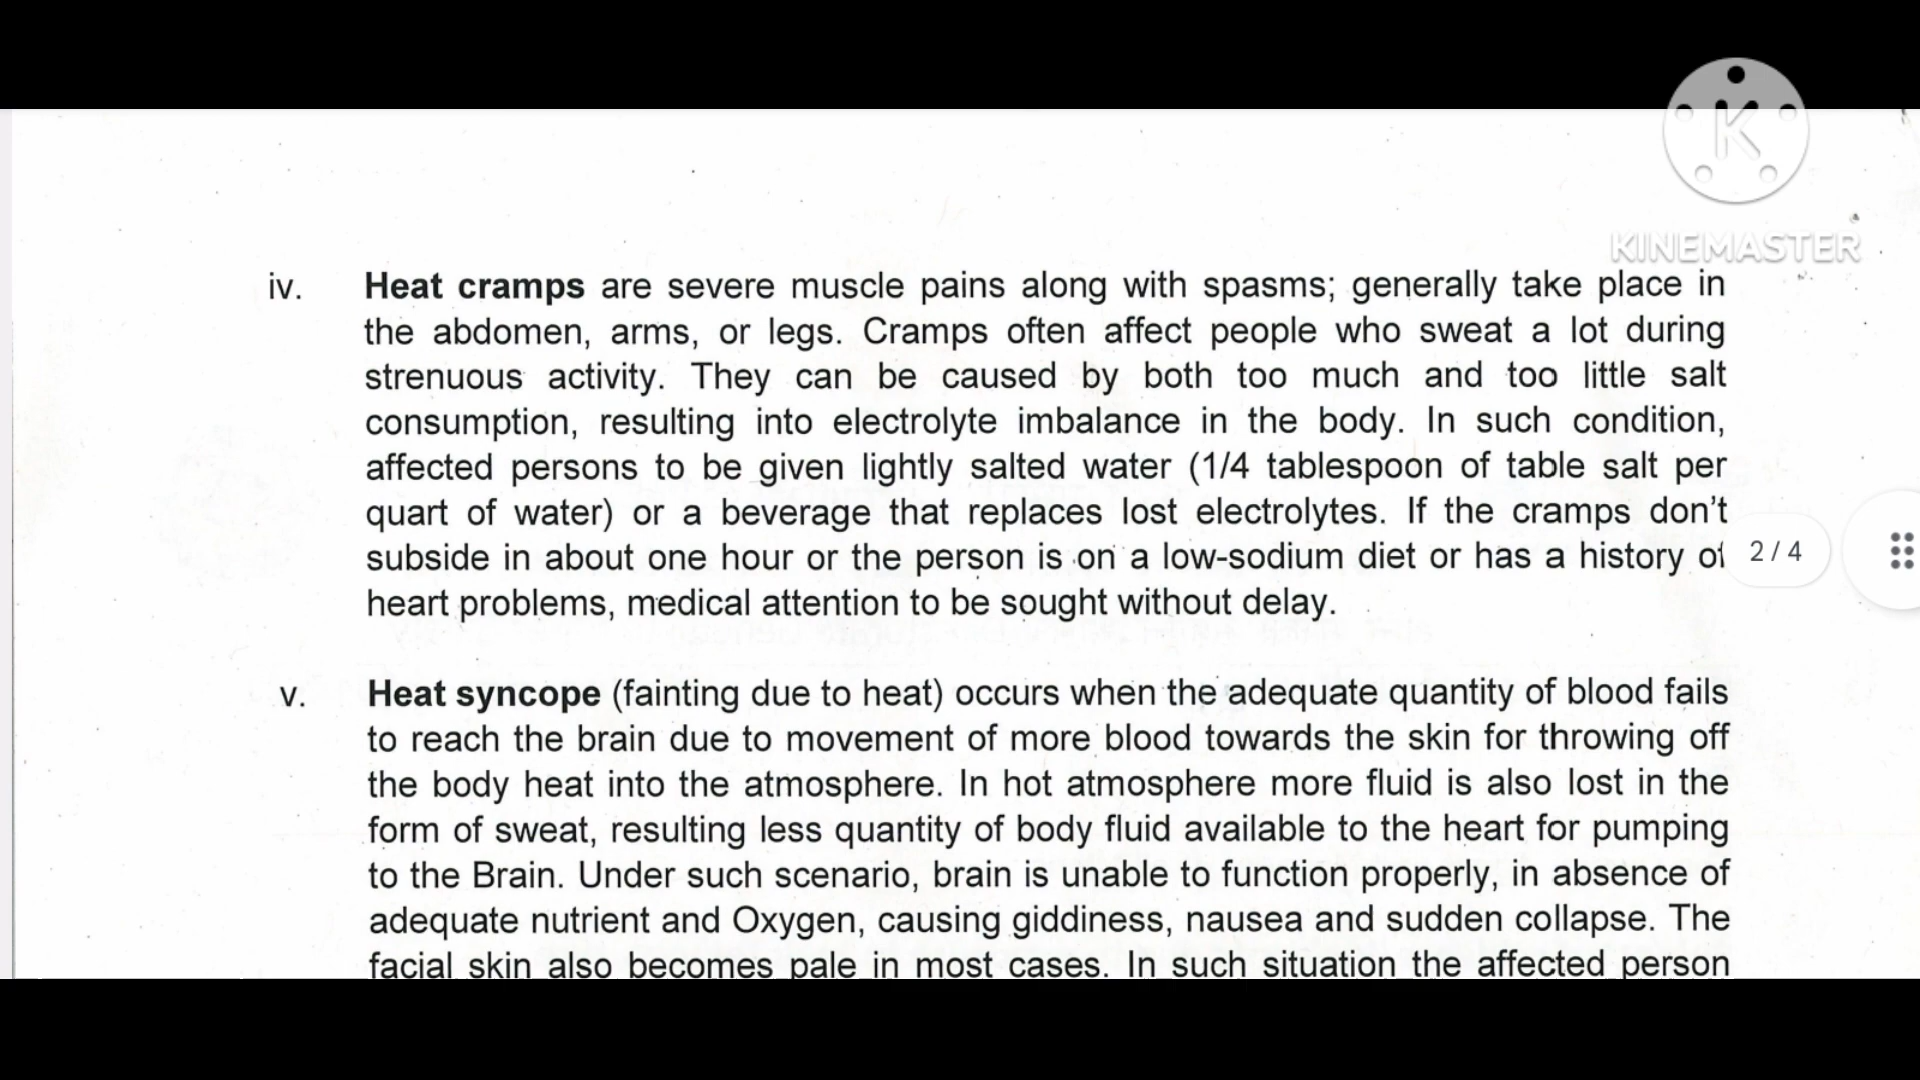 K
KINEMASTER
iv. Heat cramps are severe muscle pains along with spasms; generally take place in
the abdomen, arms, or legs. Cramps often affect people who sweat a lot during
strenuous activity. They can be caused by both too much and too little salt
consumption, resulting into electrolyte imbalance in the body. In such condition,
affected persons to be given lightly salted water (1/4 tablespoon of table salt per
quart of water) or a beverage that replaces lost electrolytes. If the cramps don't
subside in about one hour or the person is on a low-sodium diet or has a history of
heart problems, medical attention to be sought without delay.
2 / 4
v. Heat syncope (fainting due to heat) occurs when the adequate quantity of blood fails
to reach the brain due to movement of more blood towards the skin for throwing off
the body heat into the atmosphere. In hot atmosphere more fluid is also lost in the
form of sweat, resulting less quantity of body fluid available to the heart for pumping
to the Brain. Under such scenario, brain is unable to function properly, in absence of
adequate nutrient and Oxygen, causing giddiness, nausea and sudden collapse. The
facial skin also becomes pale in most cases. In such situation the affected person